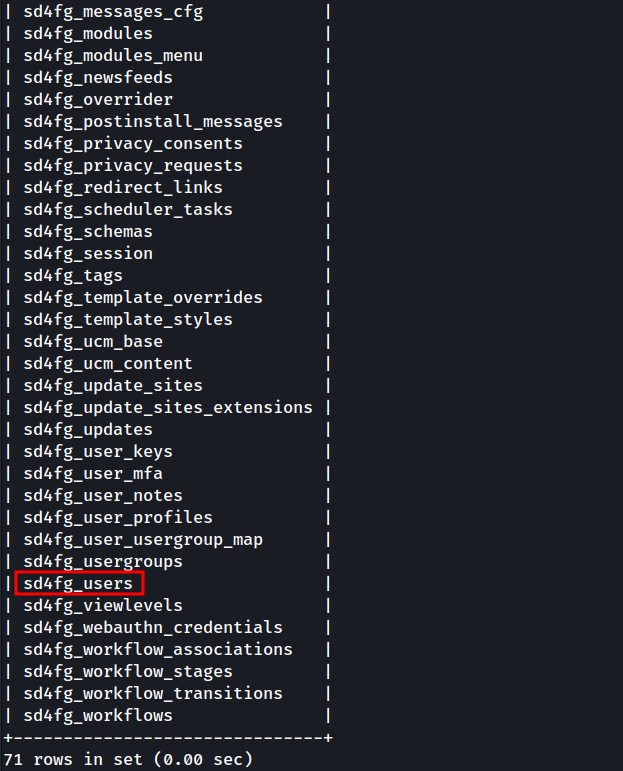 | sd4fg_messages_cfg            |
| sd4fg_modules                 |
| sd4fg_modules_menu            |
| sd4fg_newsfeeds               |
| sd4fg_overrider               |
| sd4fg_postinstall_messages    |
| sd4fg_privacy_consents        |
| sd4fg_privacy_requests        |
| sd4fg_redirect_links          |
| sd4fg_scheduler_tasks         |
| sd4fg_schemas                 |
| sd4fg_session                 |
| sd4fg_tags                    |
| sd4fg_template_overrides      |
| sd4fg_template_styles         |
| sd4fg_ucm_base                |
| sd4fg_ucm_content             |
| sd4fg_update_sites            |
| sd4fg_update_sites_extensions |
| sd4fg_updates                 |
| sd4fg_user_keys               |
| sd4fg_user_mfa                |
| sd4fg_user_notes              |
| sd4fg_user_profiles           |
| sd4fg_user_usergroup_map      |
| sd4fg_usergroups              |
| sd4fg_users                   |
| sd4fg_viewlevels              |
| sd4fg_webauthn_credentials    |
| sd4fg_workflow_associations   |
| sd4fg_workflow_stages         |
| sd4fg_workflow_transitions    |
| sd4fg_workflows               |
+-------------------------------+
71 rows in set (0.00 sec)